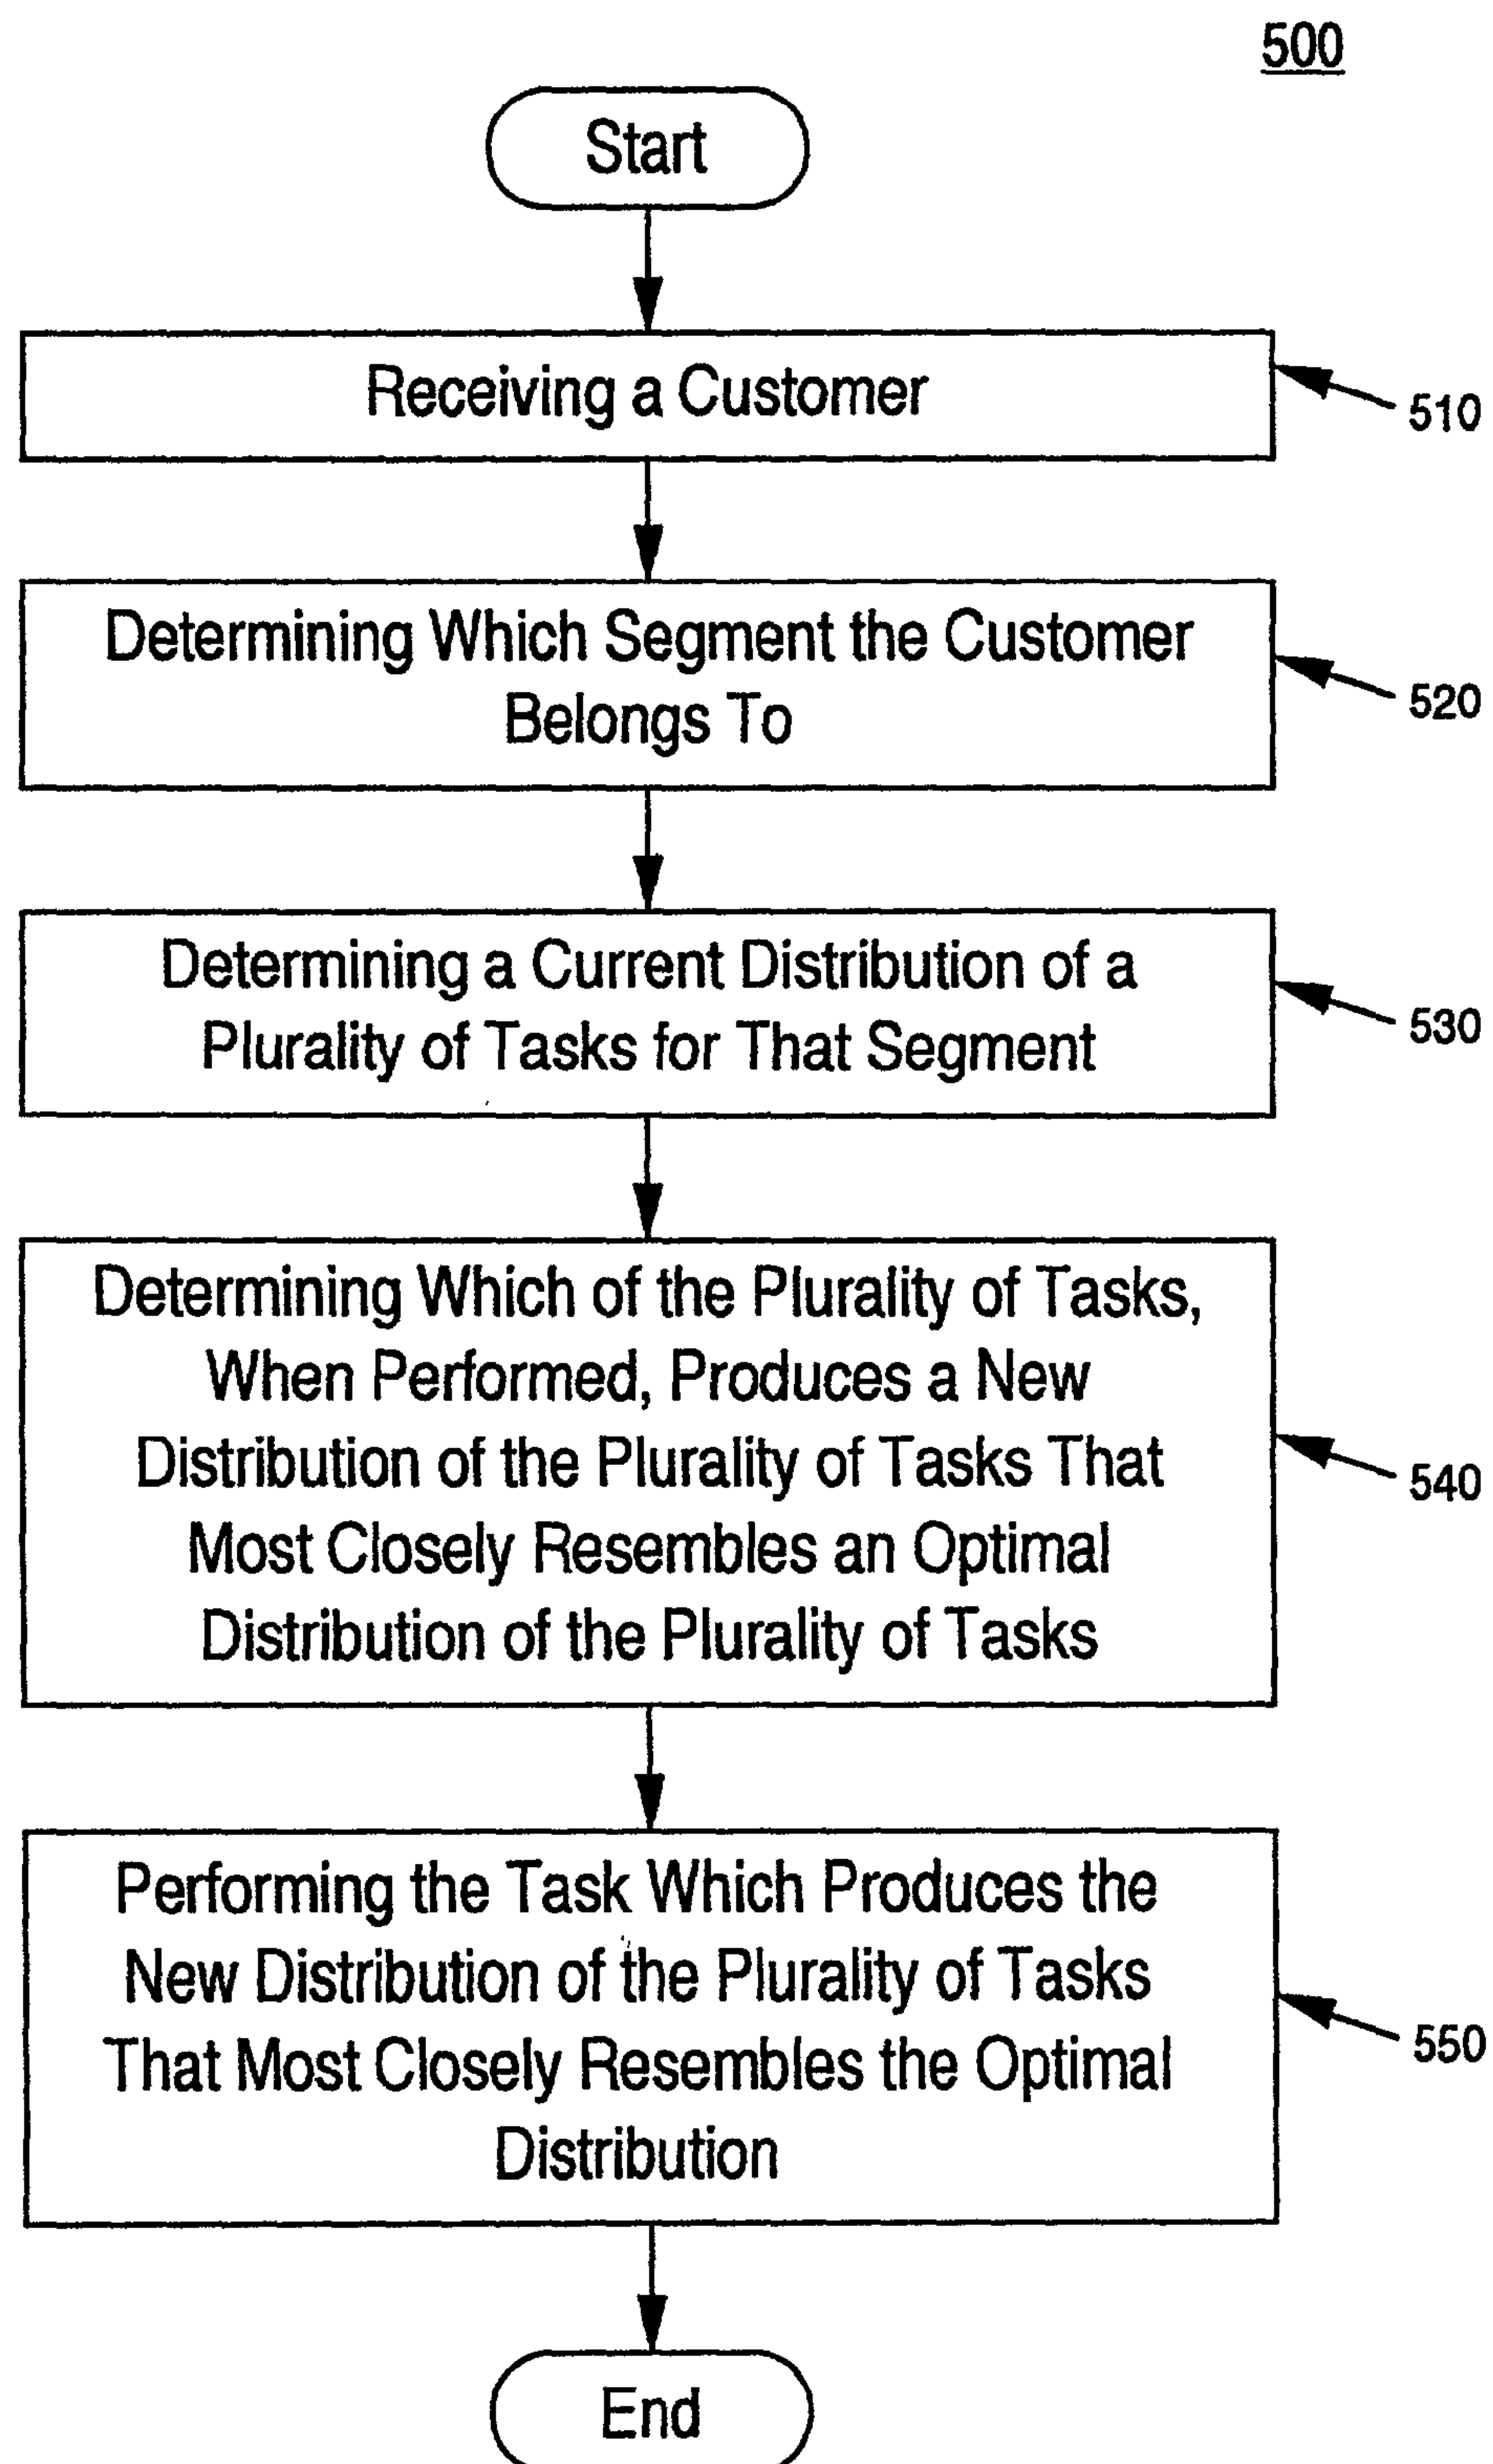 500
Start
Receiving a Customer
510
Determining Which Segment the Customer
Belongs To
520
Determining a Current Distribution of a
Plurality of Tasks for That Segment
530
Determining Which of the Plurality of Tasks,
When Performed, Produces a New
Distribution of the Plurality of Tasks That
Most Closely Resembles an Optimal
Distribution of the Plurality of Tasks
540
Performing the Task Which Produces the
New Distribution of the Plurality of Tasks
That Most Closely Resembles the Optimal
Distribution
550
End